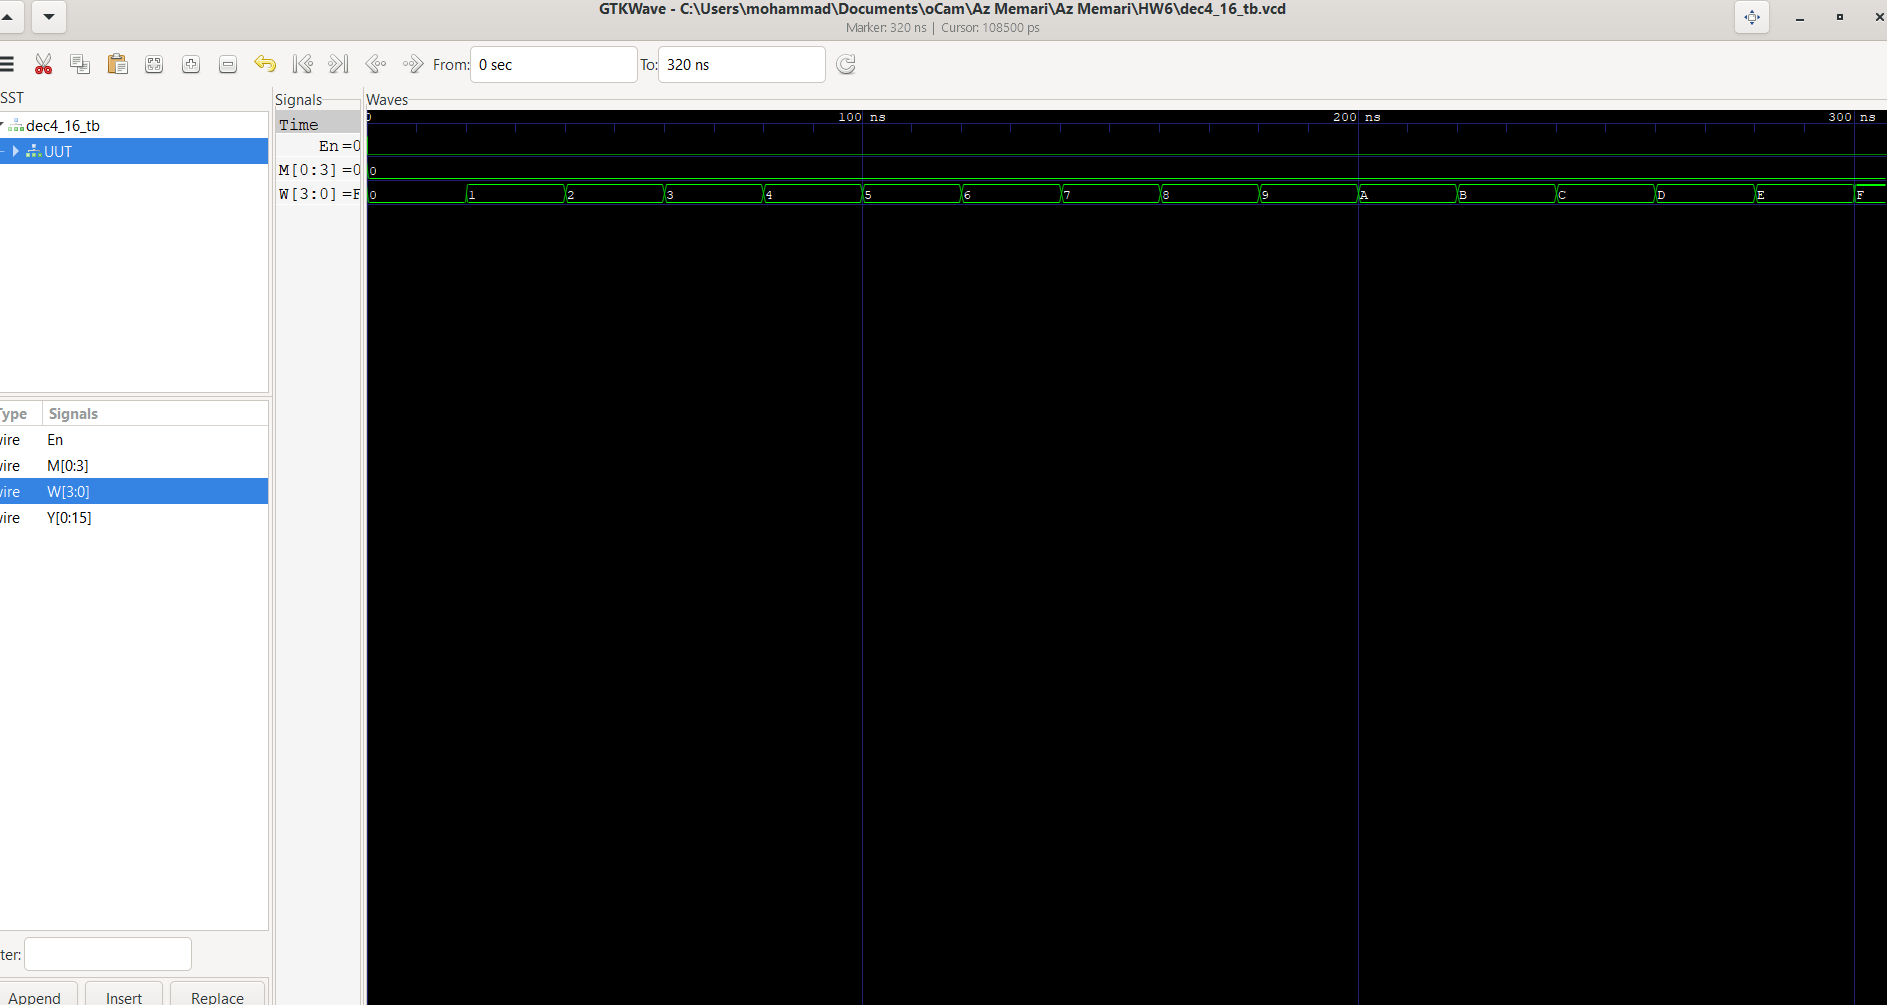 GTKWave - C:\Users\mohammad\Documents\oCam\Az Memari\Az Memari\HW6\dec4_16_tb.vcd
Marker: 320 ns | Cursor: 108500 ps
From: 0 sec To: 320 ns
SST
dec4_16_tb
UUT
Type Signals
wire En
wire M[0:3]
wire W[3:0]
wire Y[0:15]
ter:
Append Insert Replace
Signals
Time
En=0
M[0:3]=0
W[3:0]=F
Waves
0 100 ns 200 ns 300 ns
0
0 1 2 3 4 5 6 7 8 9 A B C D E F